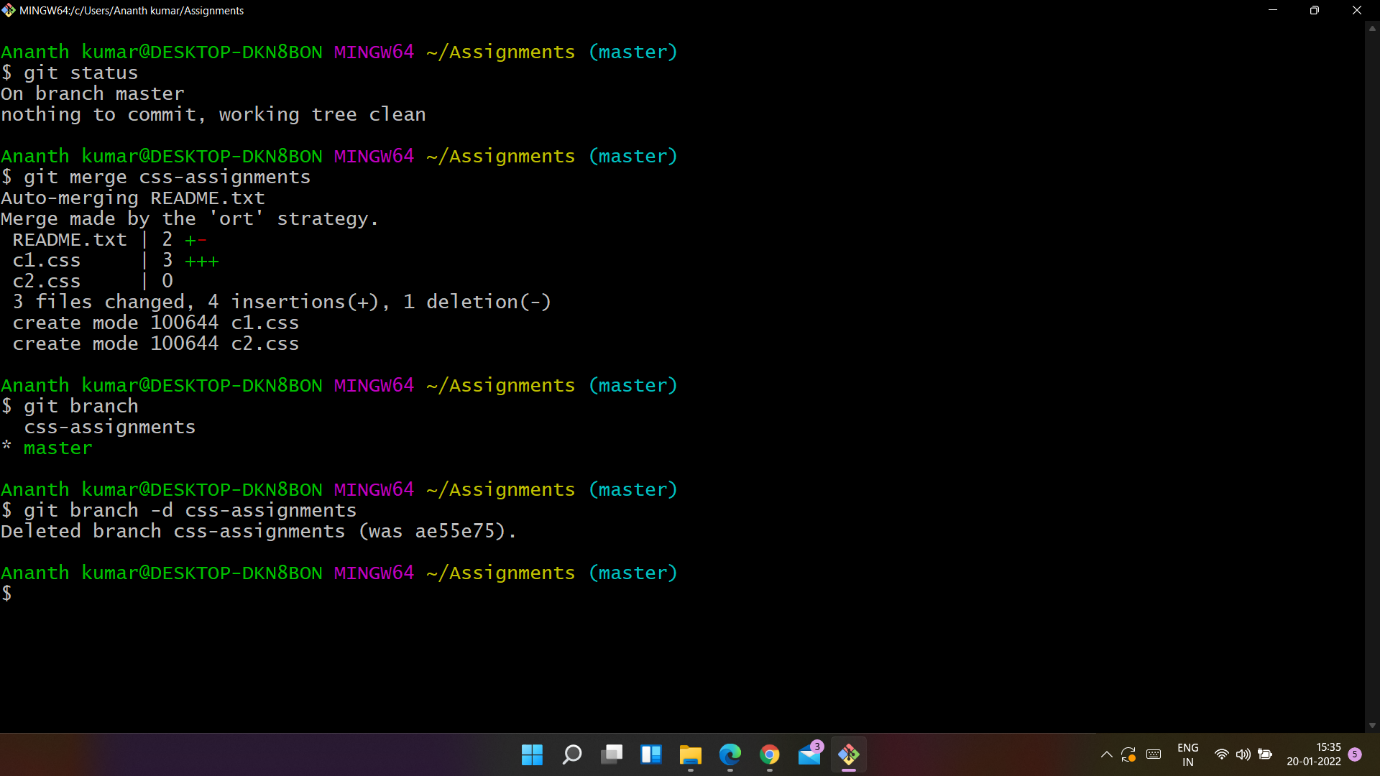 MINGW64:/c/Users/Ananth kumar/Assignments
Ananth kumar@DESKTOP-DKN8BON MINGW64 ~/Assignments (master)
$ git status
On branch master
nothing to commit, working tree clean
Ananth kumar@DESKTOP-DKN8BON MINGW64 ~/Assignments (master)
$ git merge css-assignments
Auto-merging README.txt
Merge made by the 'ort' strategy.
README.txt | 2 +-
c1.css | 3 +++
c2.css | 0
3 files changed, 4 insertions(+), 1 deletion(-)
create mode 100644 c1.css
create mode 100644 c2.css
Ananth kumar@DESKTOP-DKN8BON MINGW64 ~/Assignments (master)
$ git branch
css-assignments
* master
Ananth kumar@DESKTOP-DKN8BON MINGW64 ~/Assignments (master)
$ git branch -d css-assignments
Deleted branch css-assignments (was ae55e75).
Ananth kumar@DESKTOP-DKN8BON MINGW64 ~/Assignments (master)
$
3
ENG
IN
15:35
20-01-2022
5